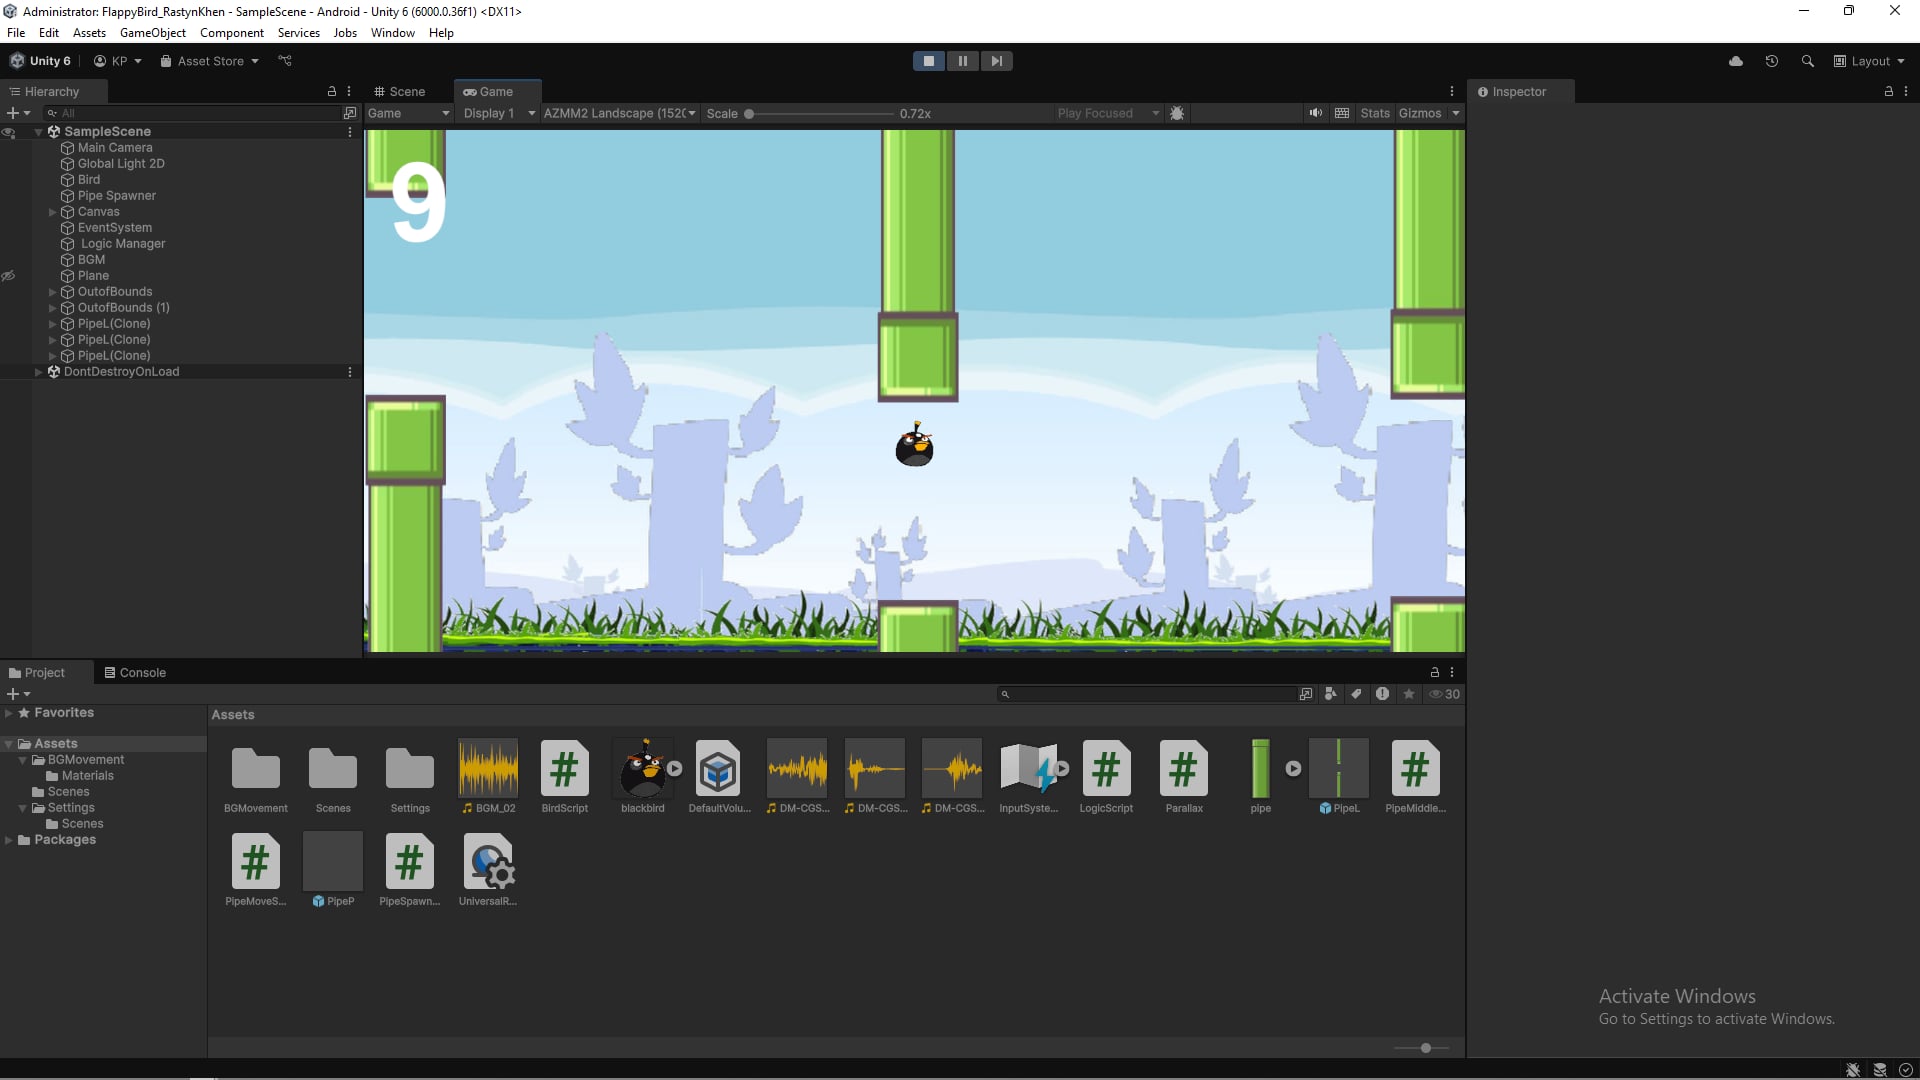 Administrator: FlappyBird_RastynKhen - SampleScene - Android - Unity 6 (6000.0.36f1) <DX11>
File Edit Assets GameObject Component Services Jobs Window Help
Unity 6 KP Asset Store Layout
Hierarchy Scene Game Inspector
All Game Display 1 AZMM2 Landscape (152( Scale 0.72x Play Focused Stats Gizmos
SampleScene
Main Camera
Global Light 2D
Bird
Pipe Spawner
Canvas
EventSystem
Logic Manager
BGM
Plane
OutofBounds
OutofBounds (1)
PipeL(Clone)
PipeL(Clone)
PipeL(Clone)
DontDestroyOnLoad
9
Project Console
30
Favorites
Assets
BGMovement
Materials
Scenes
Settings
Scenes
Packages
Assets
BGMovement Scenes Settings BGM_02 BirdScript blackbird DefaultVolu... DM-CGS... DM-CGS... DM-CGS... InputSyste... LogicScript Parallax pipe PipeL PipeMiddle...
PipeMoveS... PipeP PipeSpawn... UniversalR...
Activate Windows
Go to Settings to activate Windows.